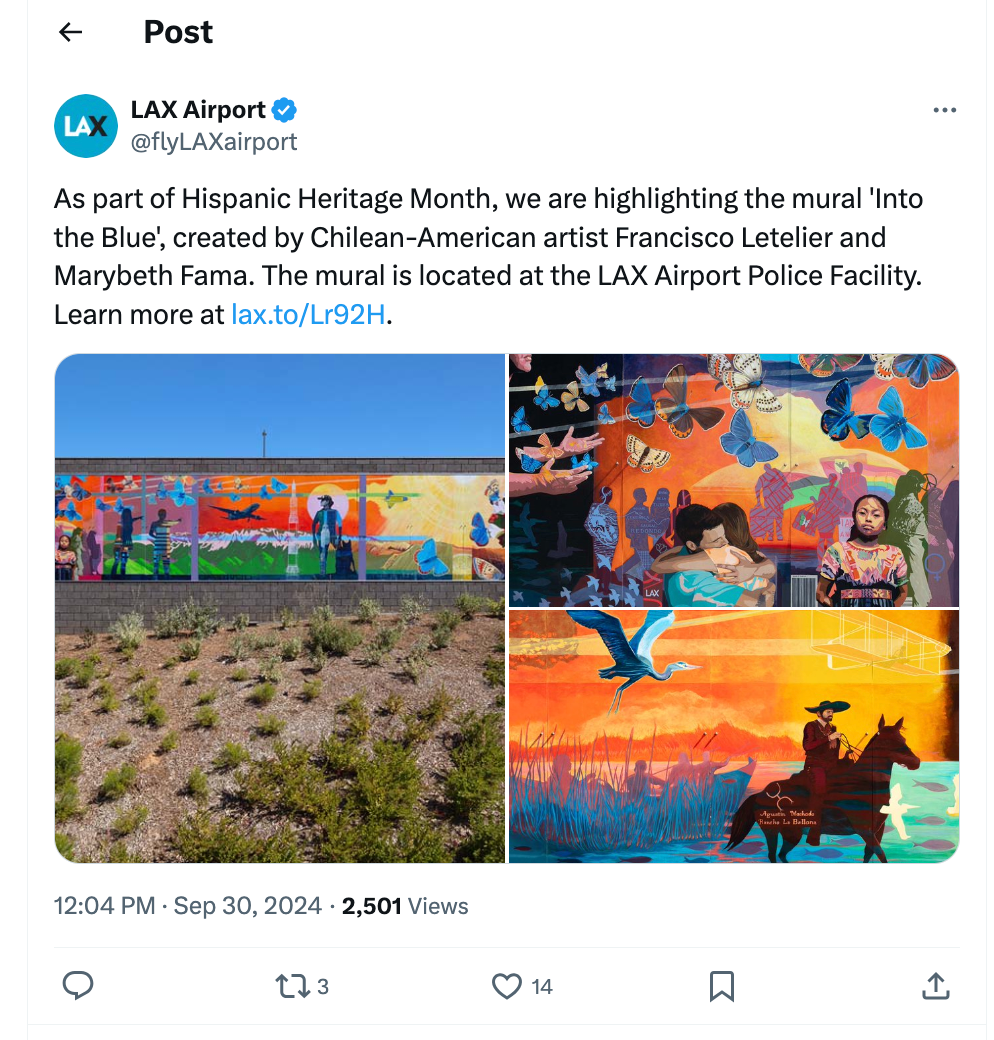 Post
LAX
LAX Airport
@flyLAXairport
As part of Hispanic Heritage Month, we are highlighting the mural 'Into
the Blue', created by Chilean-American artist Francisco Letelier and
Marybeth Fama. The mural is located at the LAX Airport Police Facility.
Learn more at lax.to/Lr92H.
LAX
Agustin Machado
Rancho La Ballona
12:04 PM · Sep 30, 2024 · 2,501 Views
3
14